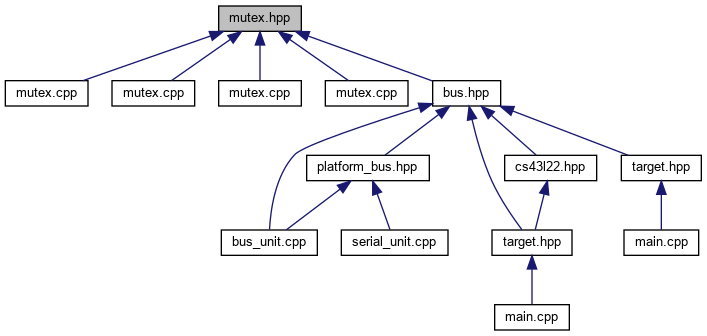 mutex.hpp
mutex.cpp
mutex.cpp
mutex.cpp
mutex.cpp
bus.hpp
platform_bus.hpp
cs43l22.hpp
target.hpp
bus_unit.cpp
serial_unit.cpp
target.hpp
main.cpp
main.cpp